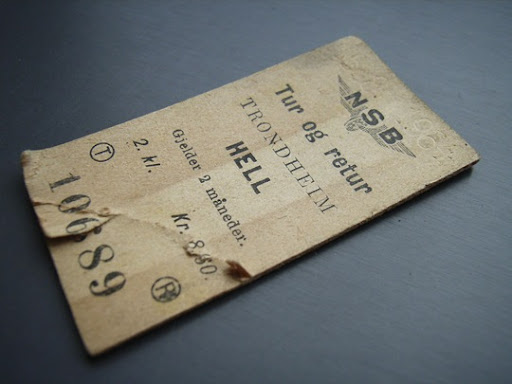 NSB
Tur og retur
TRONDHEIM
HELL
Gjelder 2 måneder.
2. kl. Kr. 8,60.
T R
10689